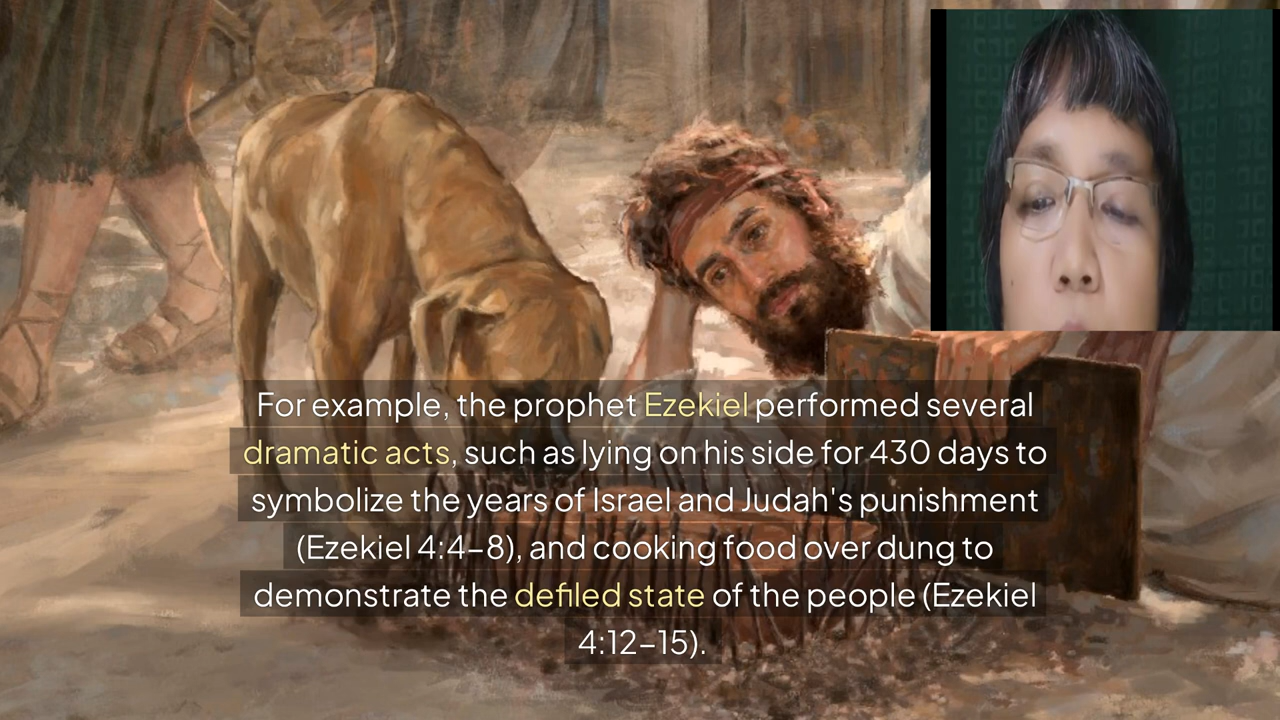 For example, the prophet Ezekiel performed several
dramatic acts, such as lying on his side for 430 days to
symbolize the years of Israel and Judah's punishment
(Ezekiel 4:4–8), and cooking food over dung to
demonstrate the defiled state of the people (Ezekiel
4:12–15).